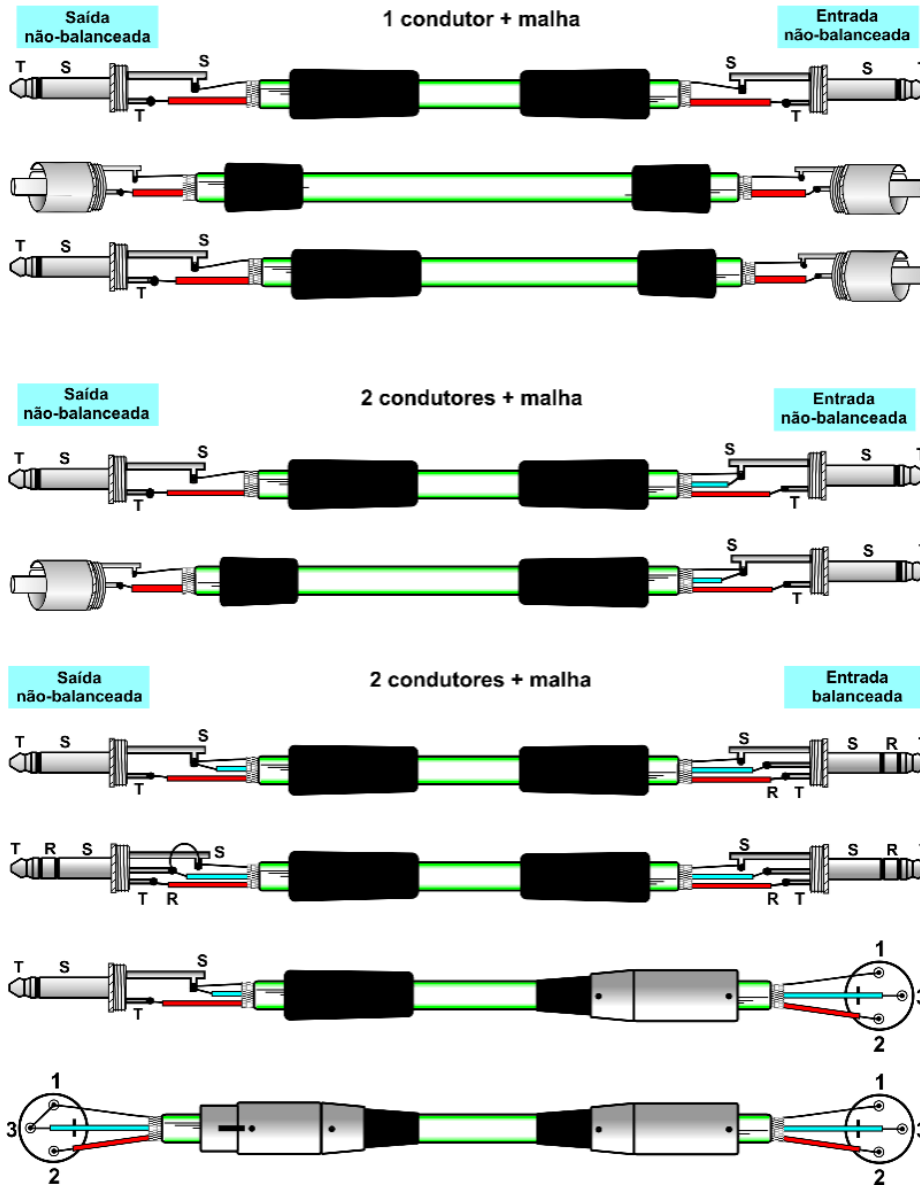 Saída
não-balanceada
1 condutor + malha
Entrada
não-balanceada
T S S S S T
T T
T S S
T
Saída
não-balanceada
2 condutores + malha
Entrada
não-balanceada
T S S S S T
T T
S S T
T
Saída
não-balanceada
2 condutores + malha
Entrada
balanceada
T S S S S R T
T R T
T R S S S S R T
T R R T
T S S 1
3
T
2
1 1
3 3
2 2